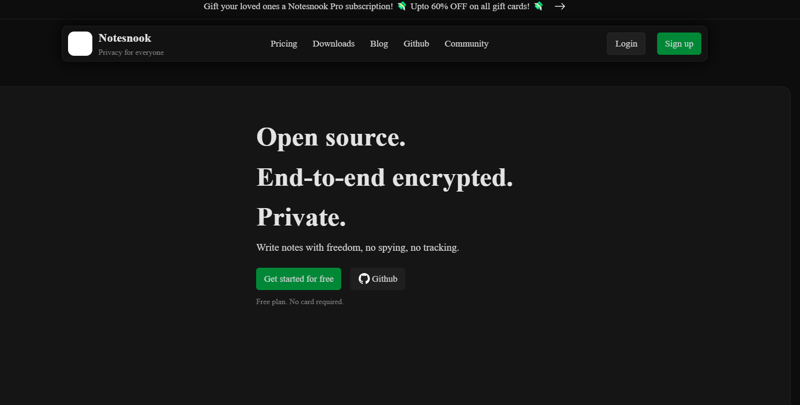 Gift your loved ones a Notesnook Pro subscription! 💸 Upto 60% OFF on all gift cards! 💸 →
Notesnook
Privacy for everyone
Pricing Downloads Blog Github Community
Login Sign up
Open source.
End-to-end encrypted.
Private.
Write notes with freedom, no spying, no tracking.
Get started for free Github
Free plan. No card required.